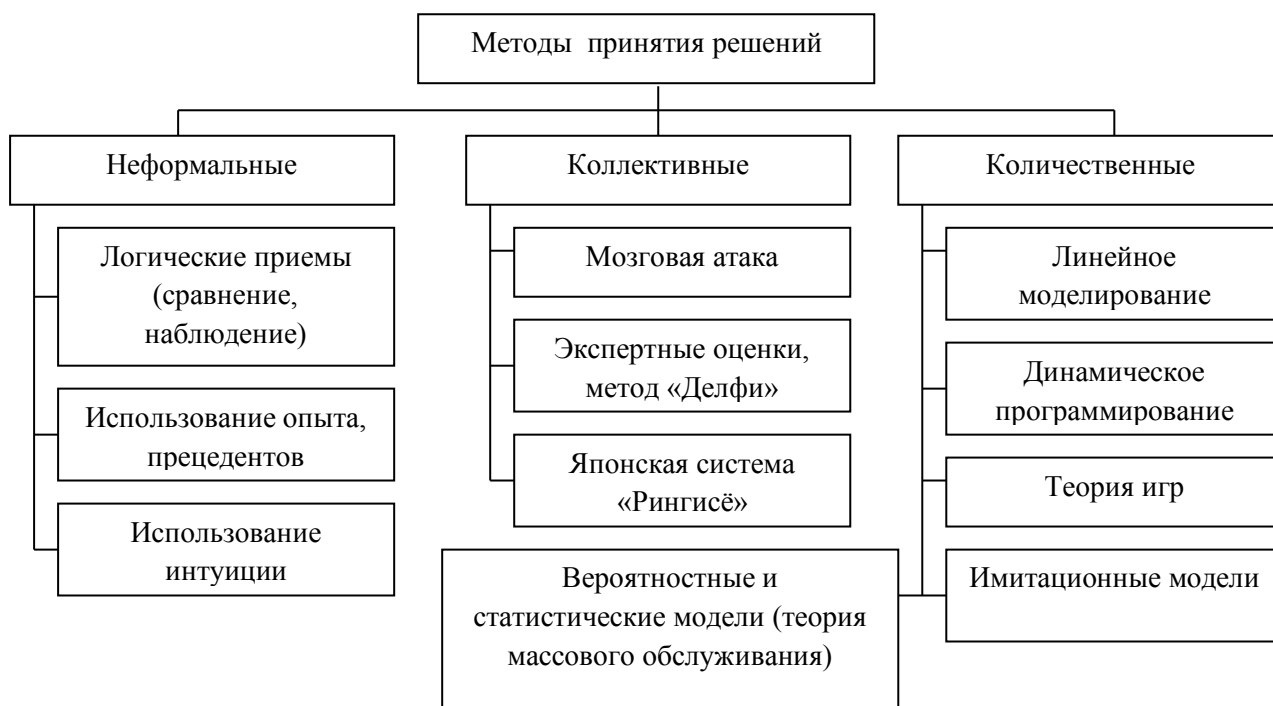 Методы принятия решений
Неформальные
Логические приемы
(сравнение,
наблюдение)
Использование опыта,
прецедентов
Использование
интуиции
Коллективные
Мозговая атака
Экспертные оценки,
метод «Делфи»
Японская система
«Рингисё»
Количественные
Линейное
моделирование
Динамическое
программирование
Теория игр
Имитационные модели
Вероятностные и
статистические модели (теория
массового обслуживания)